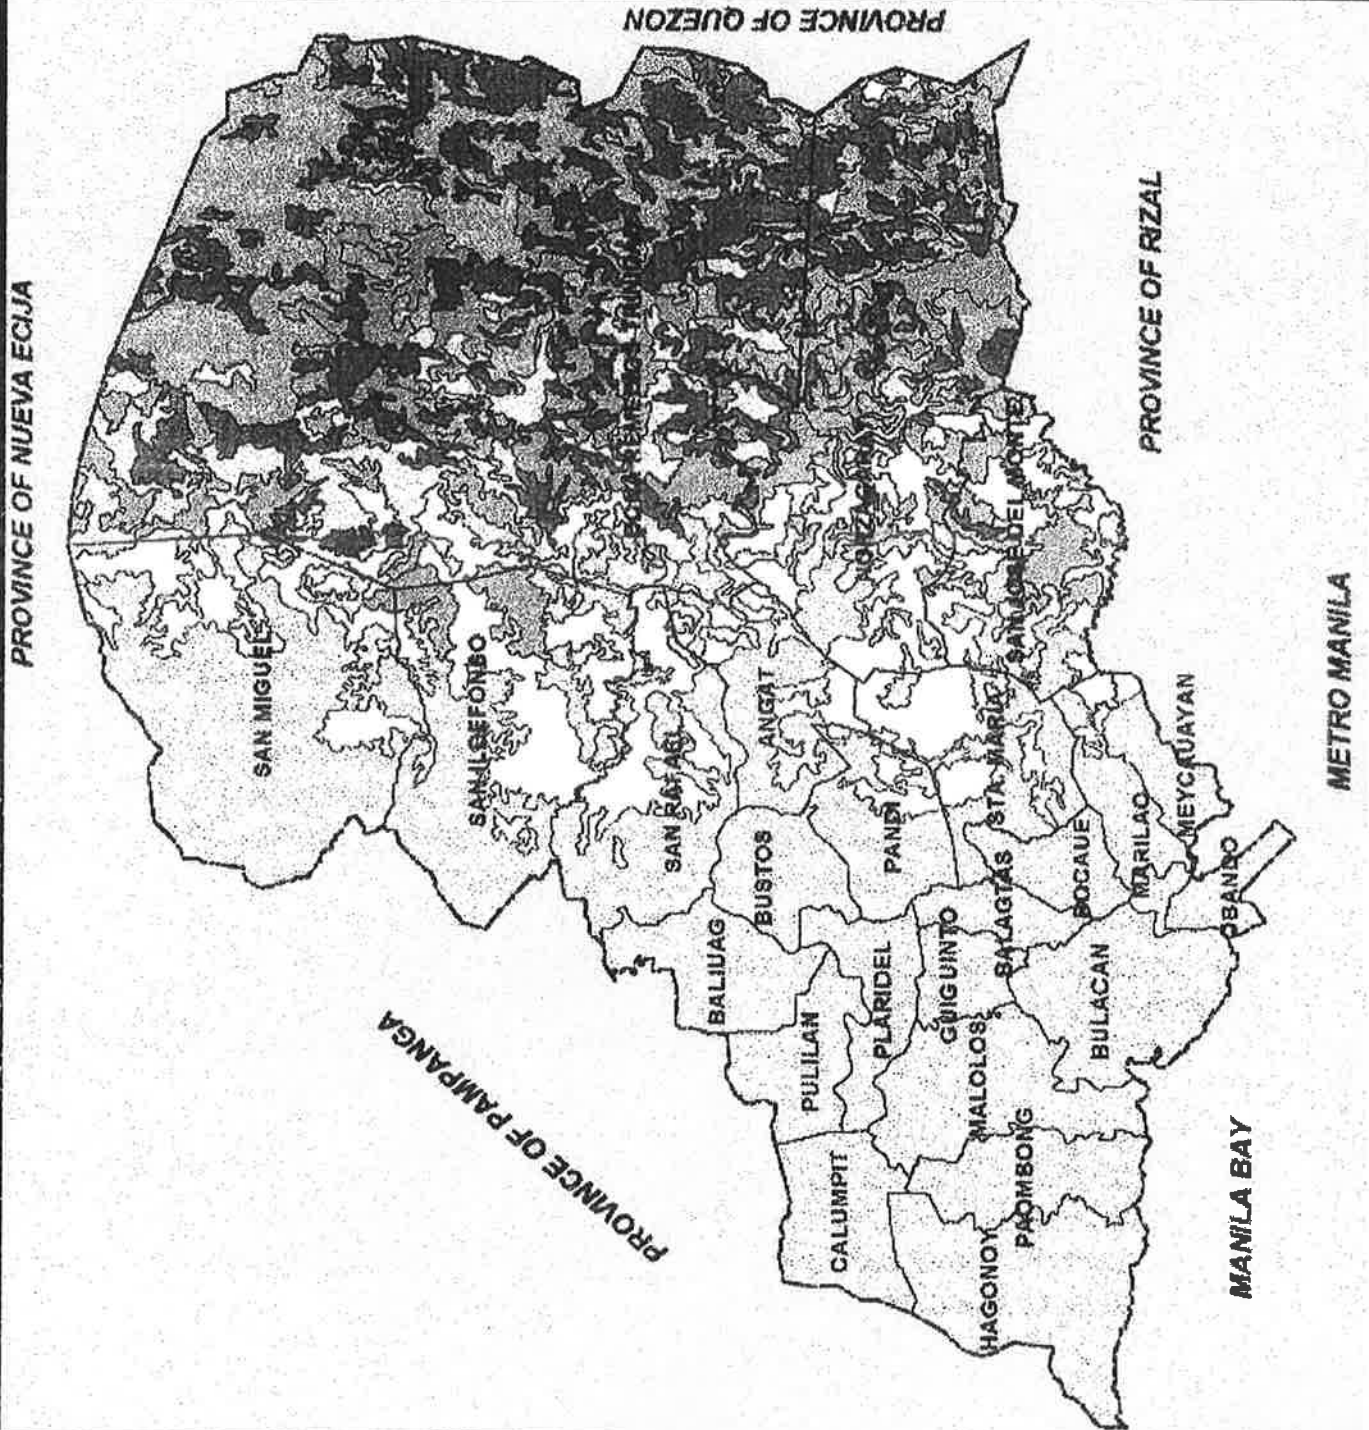 PROVINCE OF NUEVA ECIJA
PROVINCE OF QUEZON
PROVINCE OF RIZAL
METRO MANILA
MANILA BAY
PROVINCE OF PAMPANGA
SAN MIGUEL
SAN ILDEFONSO
SAN RAFAEL
ANGAT
BUSTOS
BALIUAG
PANDI
STA. MARIA
SAN JOSE DEL MONTE
PULILAN
PLARIDEL
GUIGUINTO
BALAGTAS
BOCAUE
MARILAO
MEYCAUAYAN
OBANDO
BULACAN
MALOLOS
CALUMPIT
PAOMBONG
HAGONOY